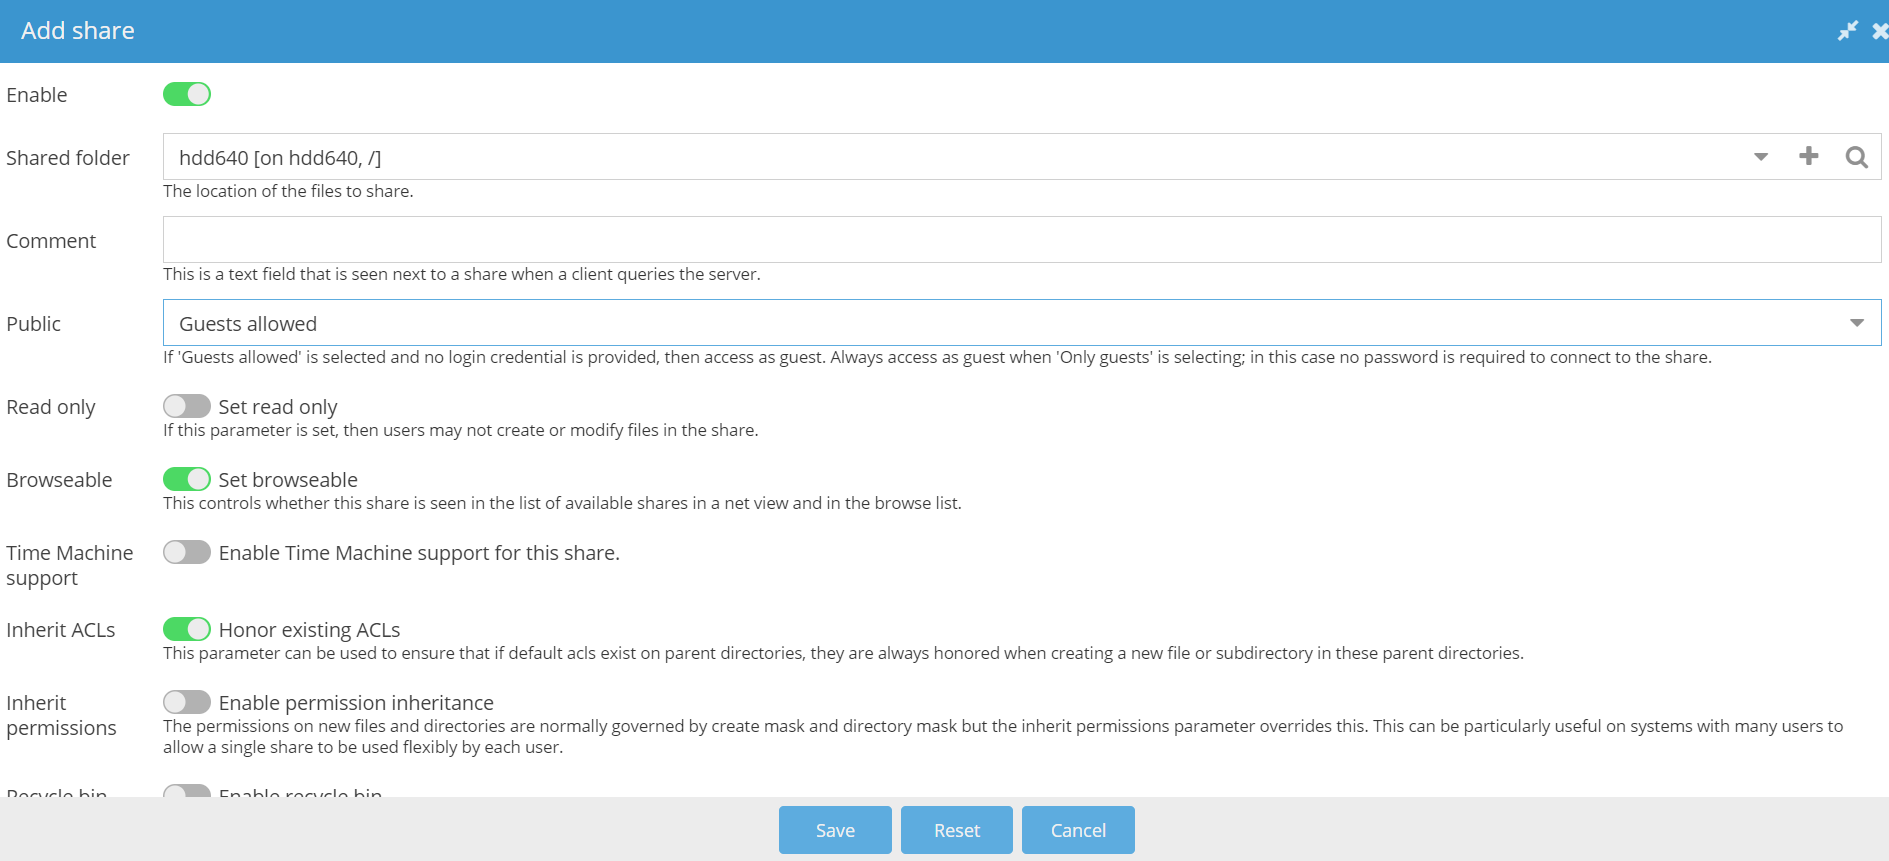 Add share
Enable
Shared folder
hdd640 [on hdd640, /]
The location of the files to share.
Comment
This is a text field that is seen next to a share when a client queries the server.
Public
Guests allowed
If 'Guests allowed' is selected and no login credential is provided, then access as guest. Always access as guest when 'Only guests' is selecting; in this case no password is required to connect to the share.
Read only
Set read only
If this parameter is set, then users may not create or modify files in the share.
Browseable
Set browseable
This controls whether this share is seen in the list of available shares in a net view and in the browse list.
Time Machine
support
Enable Time Machine support for this share.
Inherit ACLs
Honor existing ACLs
This parameter can be used to ensure that if default acls exist on parent directories, they are always honored when creating a new file or subdirectory in these parent directories.
Inherit
permissions
Enable permission inheritance
The permissions on new files and directories are normally governed by create mask and directory mask but the inherit permissions parameter overrides this. This can be particularly useful on systems with many users to
allow a single share to be used flexibly by each user.
Recycle bin
Enable recycle bin
Save
Reset
Cancel